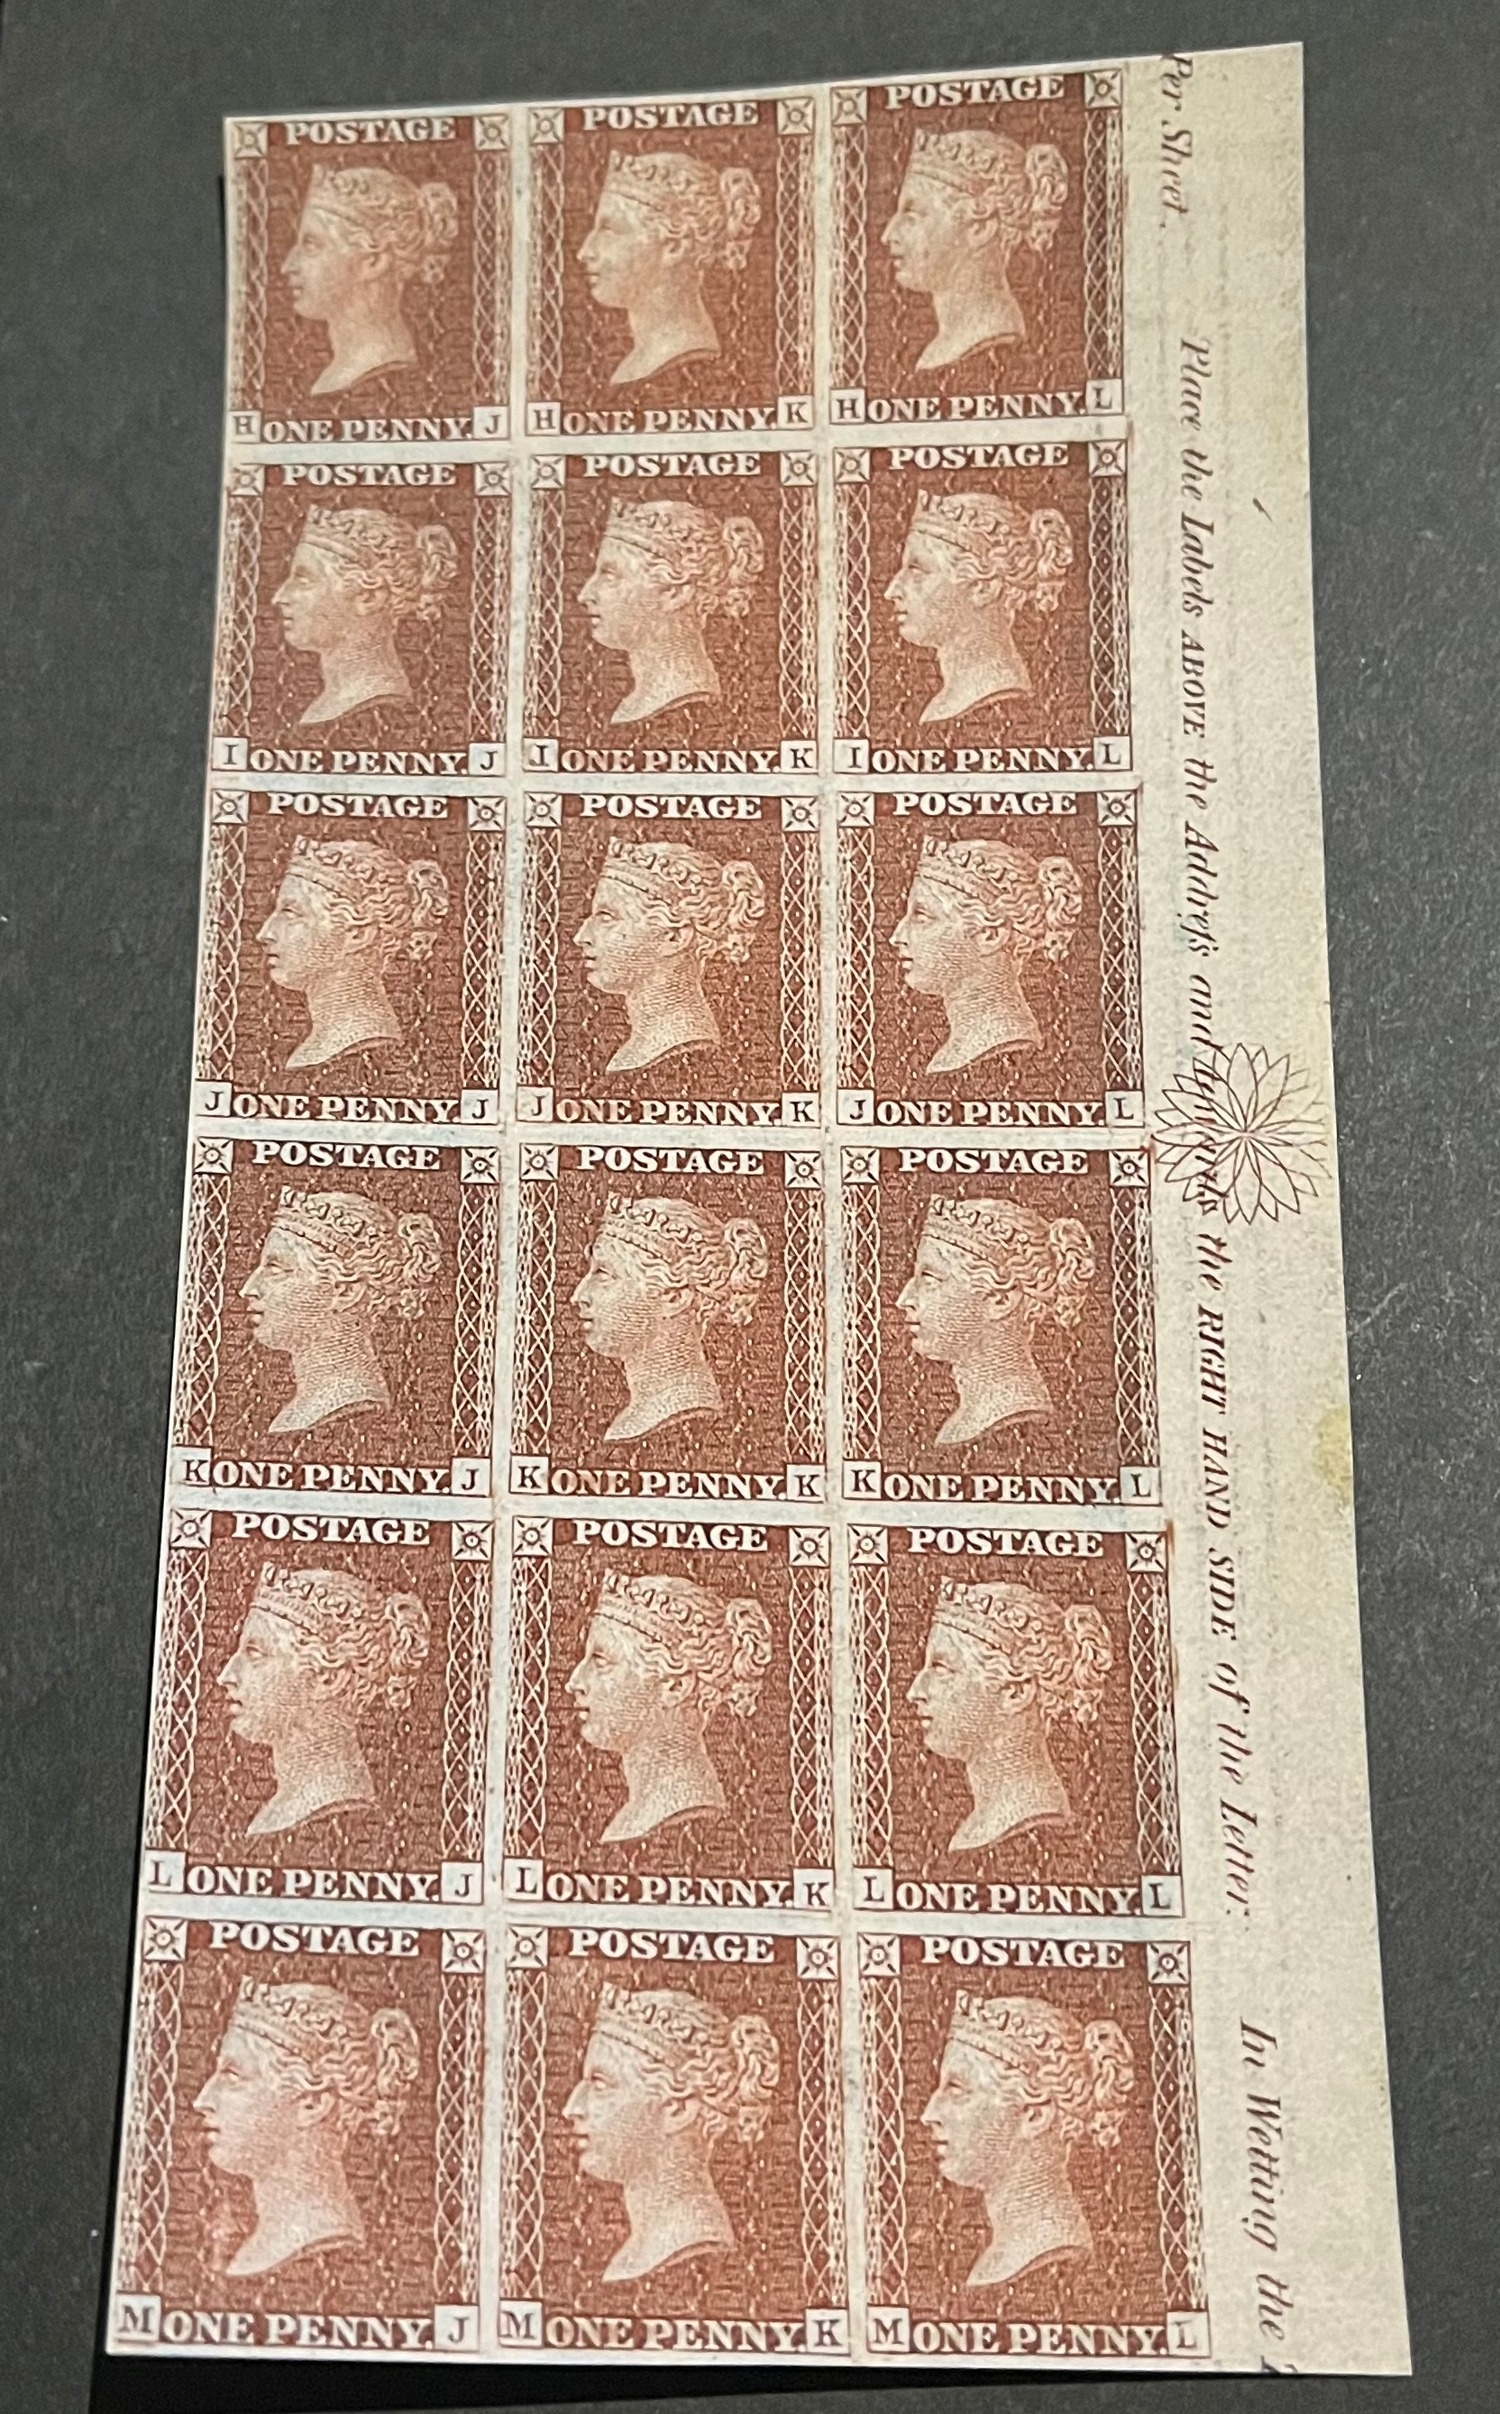 POSTAGE POSTAGE POSTAGE
H ONE PENNY. J H ONE PENNY. K H ONE PENNY. L
POSTAGE POSTAGE POSTAGE
I ONE PENNY. J I ONE PENNY. K I ONE PENNY. L
POSTAGE POSTAGE POSTAGE
J ONE PENNY. J J ONE PENNY. K J ONE PENNY. L
POSTAGE POSTAGE POSTAGE
K ONE PENNY. J K ONE PENNY. K K ONE PENNY. L
POSTAGE POSTAGE POSTAGE
L ONE PENNY. J L ONE PENNY. K L ONE PENNY. L
POSTAGE POSTAGE POSTAGE
M ONE PENNY. J M ONE PENNY. K M ONE PENNY. L
Per Sheet. Place the Labels ABOVE the Addreſs and towards the RIGHT HAND SIDE of the Letter. In Wetting the